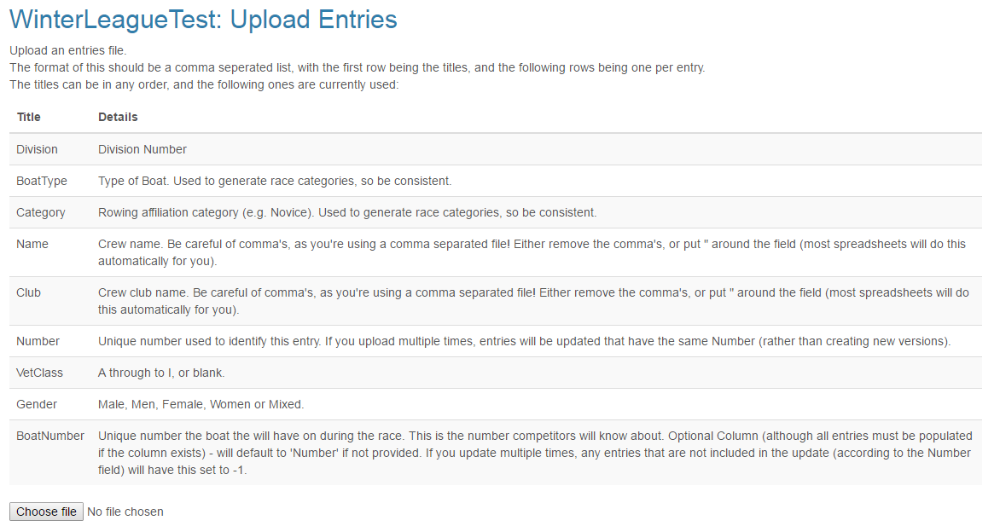 WinterLeagueTest: Upload Entries
Upload an entries file.
The format of this should be a comma seperated list, with the first row being the titles, and the following rows being one per entry.
The titles can be in any order, and the following ones are currently used:
Title Details
Division Division Number
BoatType Type of Boat. Used to generate race categories, so be consistent.
Category Rowing affiliation category (e.g. Novice). Used to generate race categories, so be consistent.
Name Crew name. Be careful of comma's, as you're using a comma separated file! Either remove the comma's, or put " around the field (most spreadsheets will do this
automatically for you).
Club Crew club name. Be careful of comma's, as you're using a comma separated file! Either remove the comma's, or put " around the field (most spreadsheets will do
this automatically for you).
Number Unique number used to identify this entry. If you upload multiple times, entries will be updated that have the same Number (rather than creating new versions).
VetClass A through to I, or blank.
Gender Male, Men, Female, Women or Mixed.
BoatNumber Unique number the boat the will have on during the race. This is the number competitors will know about. Optional Column (although all entries must be populated
if the column exists) - will default to 'Number' if not provided. If you update multiple times, any entries that are not included in the update (according to the Number
field) will have this set to -1.
Choose file No file chosen